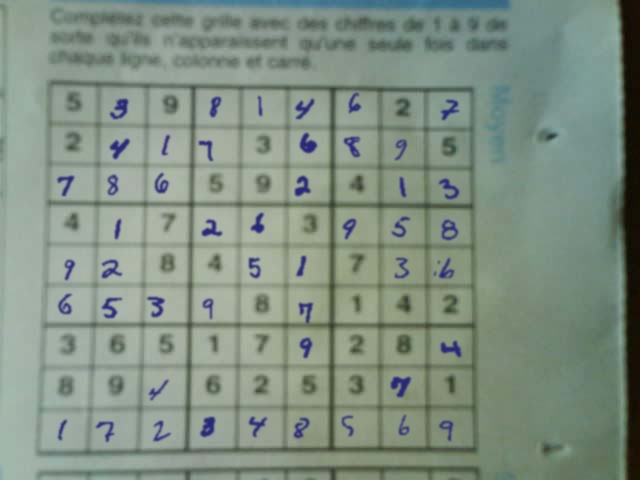 Complétez cette grille avec des chiffres de 1 à 9 de
sorte qu'ils n'apparaissent qu'une seule fois dans
chaque ligne, colonne et carré.
Moyen
5 3 9 8 1 4 6 2 7
2 4 1 7 3 6 8 9 5
7 8 6 5 9 2 4 1 3
4 1 7 2 6 3 9 5 8
9 2 8 4 5 1 7 3 6
6 5 3 9 8 7 1 4 2
3 6 5 1 7 9 2 8 4
8 9 4 6 2 5 3 7 1
1 7 2 3 4 8 5 6 9